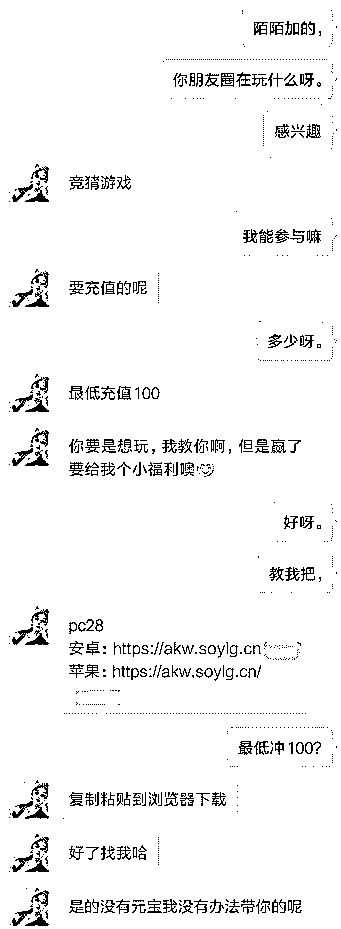 陌陌加的，
你朋友圈在玩什么呀。
感兴趣
竞猜游戏
我能参与嘛
要充值的呢
多少呀。
最低充值100
你要是想玩，我教你啊，但是赢了
要给我个小福利噢
好呀。
教我把，
pc28
安卓：https://akw.soylg.cn
苹果：https://akw.soylg.cn/
最低冲100?
复制粘贴到浏览器下载
好了找我哈
是的没有元宝我没有办法带你的呢